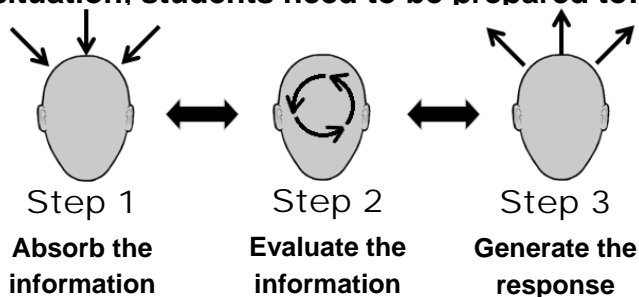 situation, students need to be prepared to:
Step 1 Step 2 Step 3
Absorb the Evaluate the Generate the
information information response